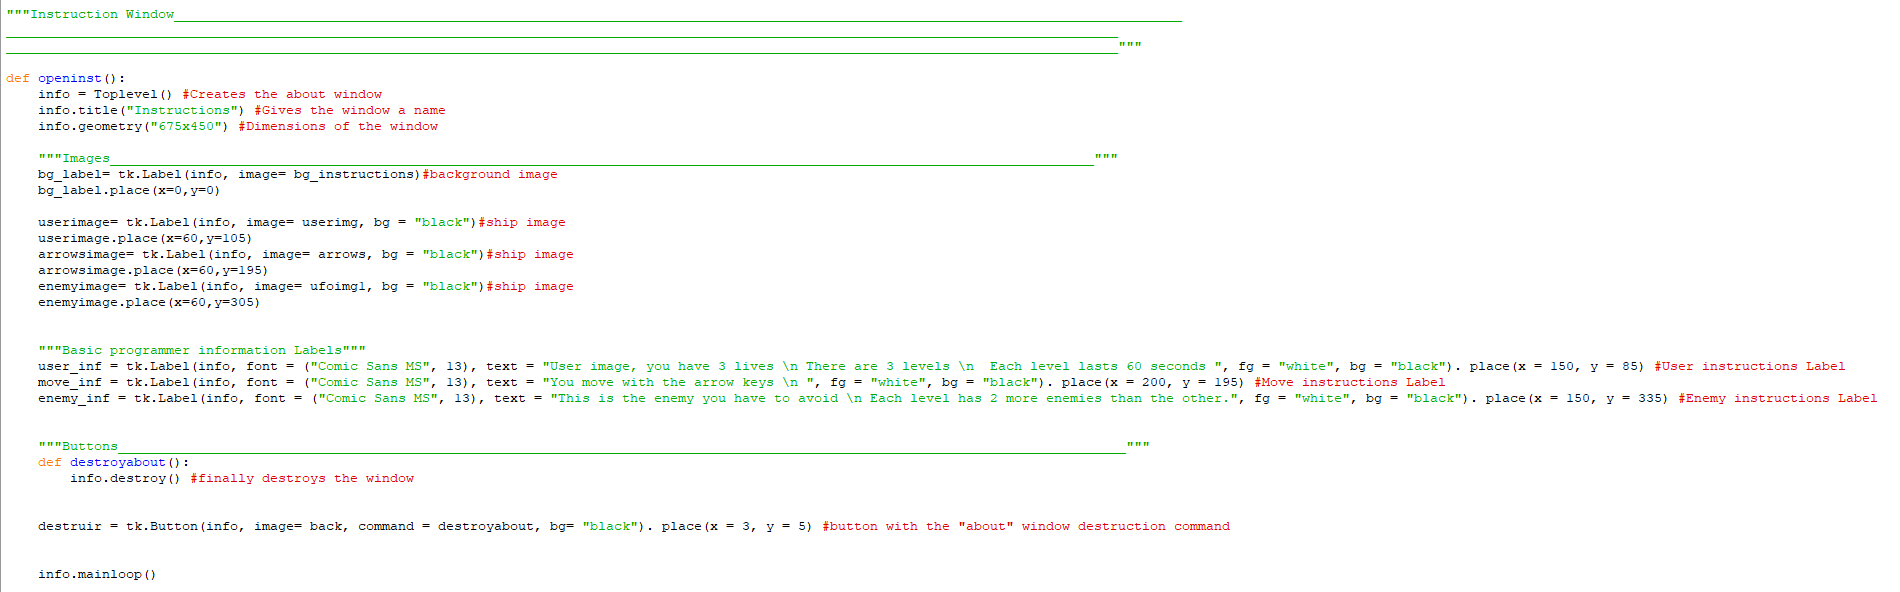 """Instruction Window______________________________________________________________________________________________________________________________
___________________________________________________________________________________________________________________________________________
___________________________________________________________________________________________________________________________________________"""
def openinst():
    info = Toplevel() #Creates the about window
    info.title("Instructions") #Gives the window a name
    info.geometry("675x450") #Dimensions of the window
    """Images___________________________________________________________________________________________________________________________"""
    bg_label= tk.Label(info, image= bg_instructions)#background image
    bg_label.place(x=0,y=0)
    userimage= tk.Label(info, image= userimg, bg = "black")#ship image
    userimage.place(x=60,y=105)
    arrowsimage= tk.Label(info, image= arrows, bg = "black")#ship image
    arrowsimage.place(x=60,y=195)
    enemyimage= tk.Label(info, image= ufoimg1, bg = "black")#ship image
    enemyimage.place(x=60,y=305)
    """Basic programmer information Labels"""
    user_inf = tk.Label(info, font = ("Comic Sans MS", 13), text = "User image, you have 3 lives \n There are 3 levels \n  Each level lasts 60 seconds ", fg = "white", bg = "black"). place(x = 150, y = 85) #User instructions Label
    move_inf = tk.Label(info, font = ("Comic Sans MS", 13), text = "You move with the arrow keys \n ", fg = "white", bg = "black"). place(x = 200, y = 195) #Move instructions Label
    enemy_inf = tk.Label(info, font = ("Comic Sans MS", 13), text = "This is the enemy you have to avoid \n Each level has 2 more enemies than the other.", fg = "white", bg = "black"). place(x = 150, y = 335) #Enemy instructions Label
    """Buttons______________________________________________________________________________________________________________________________"""
    def destroyabout():
        info.destroy() #finally destroys the window
    destruir = tk.Button(info, image= back, command = destroyabout, bg= "black"). place(x = 3, y = 5) #button with the "about" window destruction command
    info.mainloop()